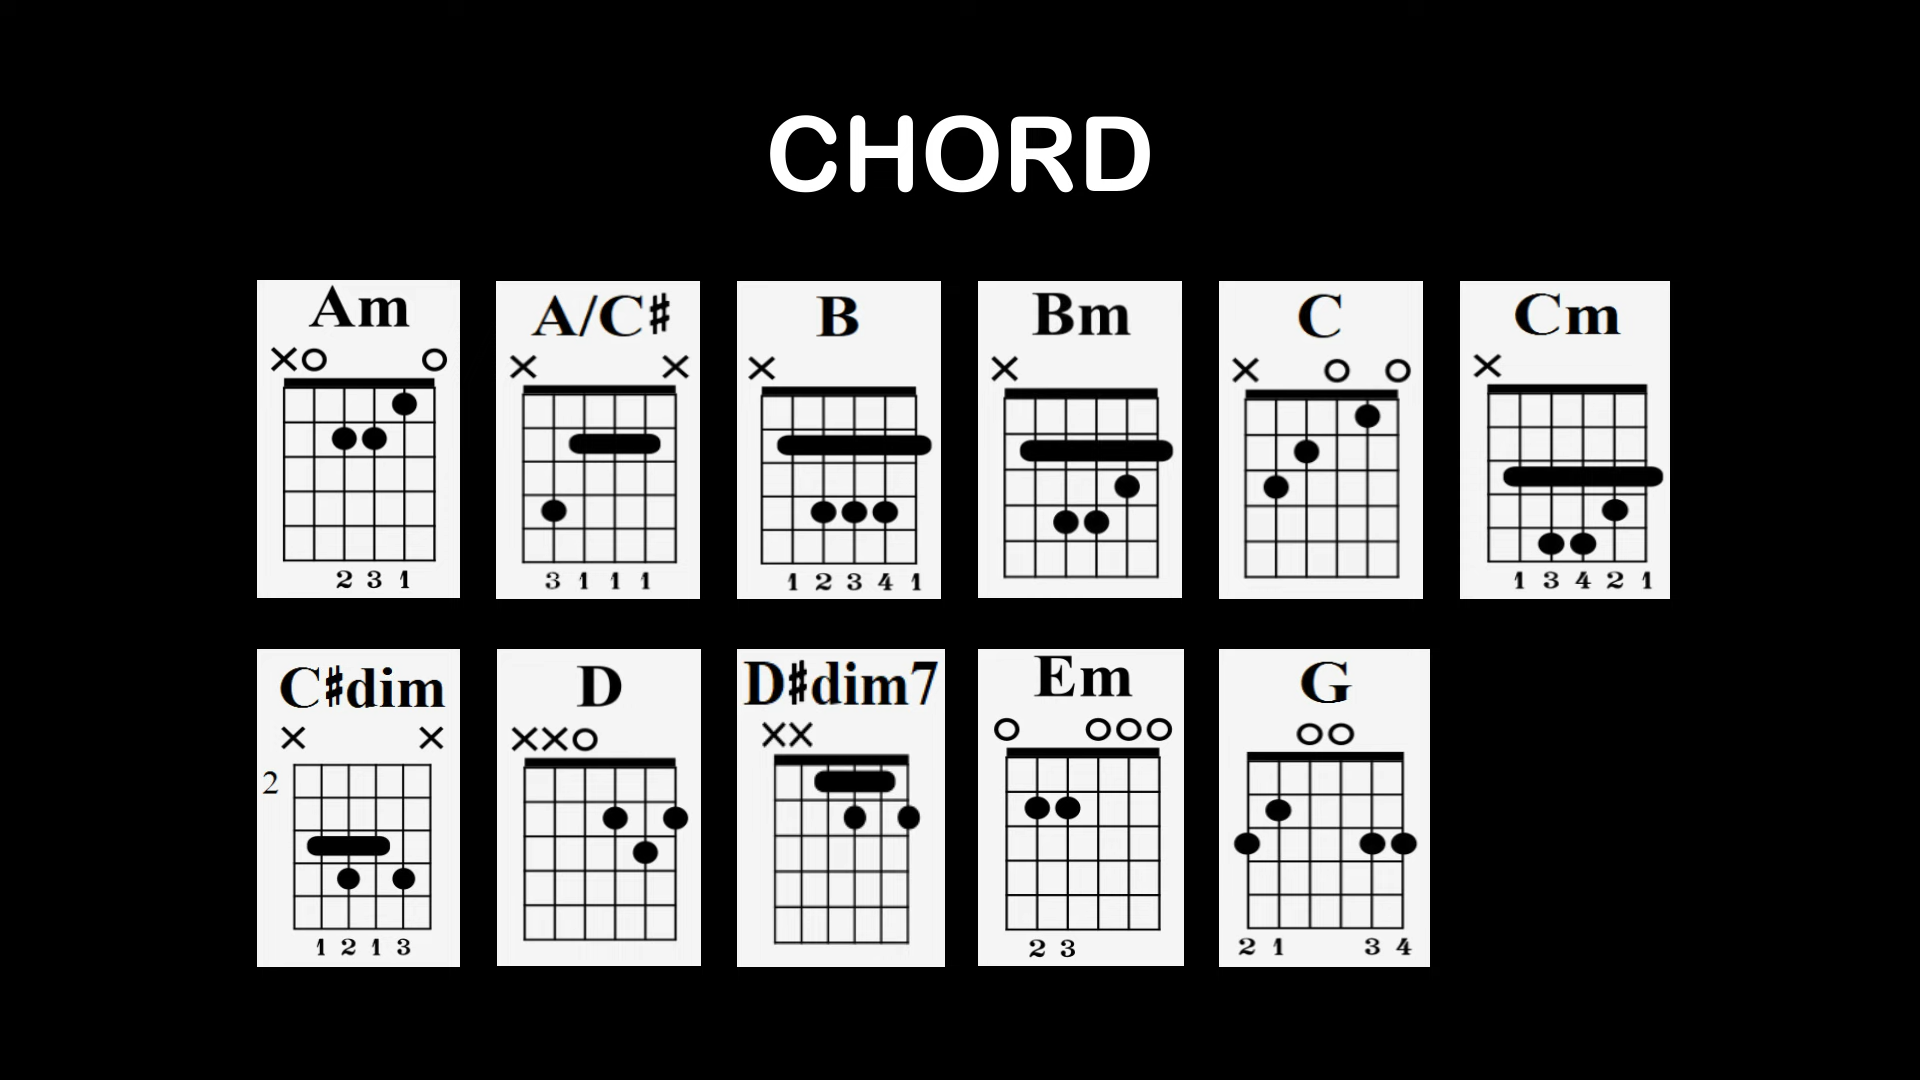 CHORD
Am
A/C♯
B
Bm
C
Cm
2 3 1
3 1 1 1
1 2 3 4 1
1 3 4 2 1
C♯dim
D
D♯dim7
Em
G
2
1 2 1 3
2 3
2 1 3 4